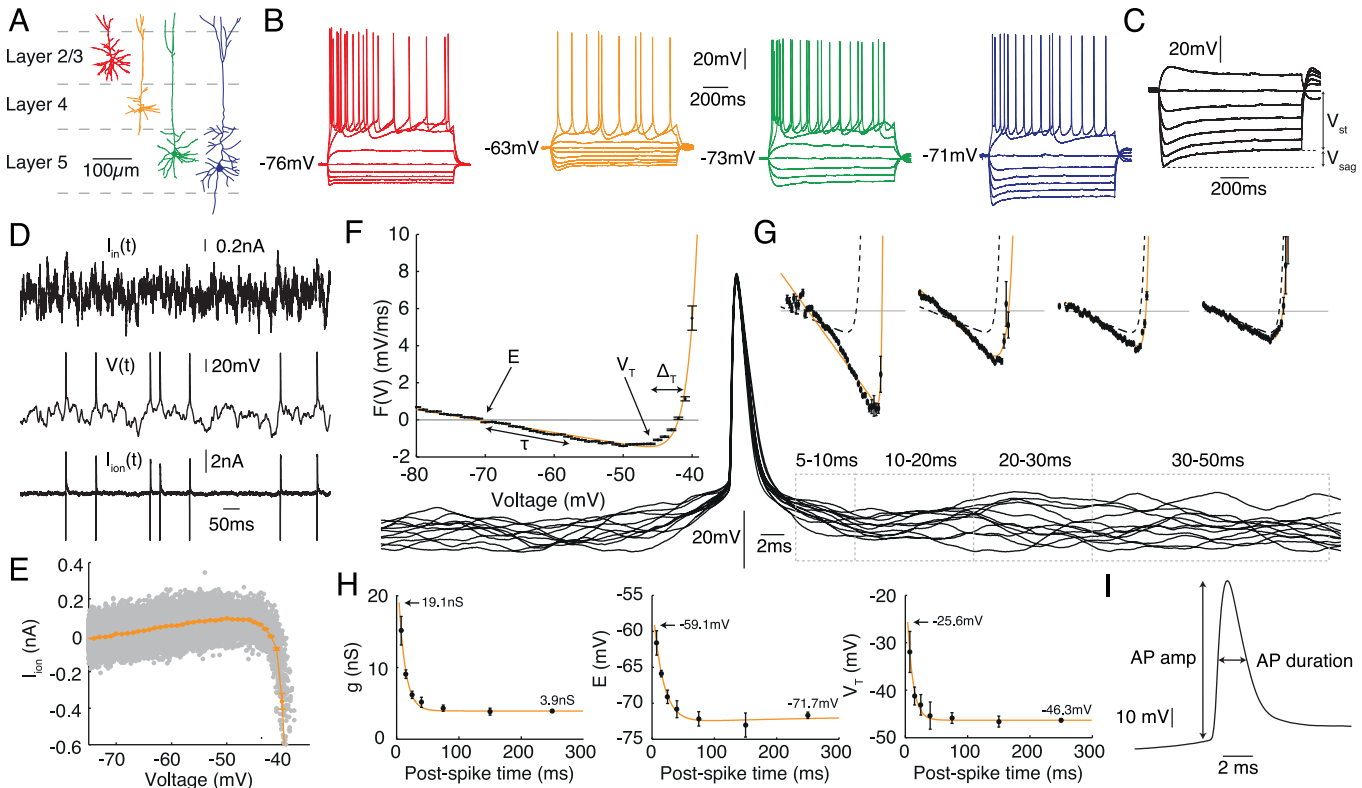 A
Layer 2/3
Layer 4
Layer 5
100µm
B
-76mV
-63mV
20mV
200ms
-73mV
-71mV
C
20mV
V_st
V_sag
200ms
D
I_in(t)
0.2nA
V(t)
20mV
I_ion(t)
2nA
50ms
E
I_ion (nA)
0.4
0.2
0
-0.2
-0.4
-0.6
-70
-60
-50
-40
Voltage (mV)
F
F(V) (mV/ms)
10
8
6
4
2
0
-2
-80
-70
-60
-50
-40
Voltage (mV)
E
τ
V_T
Δ_T
20mV
2ms
G
5-10ms
10-20ms
20-30ms
30-50ms
H
g (nS)
20
10
0
19.1nS
3.9nS
0
100
200
300
Post-spike time (ms)
E (mV)
-55
-60
-65
-70
-75
-59.1mV
-71.7mV
0
100
200
300
Post-spike time (ms)
V_T (mV)
-20
-30
-40
-50
-25.6mV
-46.3mV
0
100
200
300
Post-spike time (ms)
I
AP amp
AP duration
10 mV
2 ms